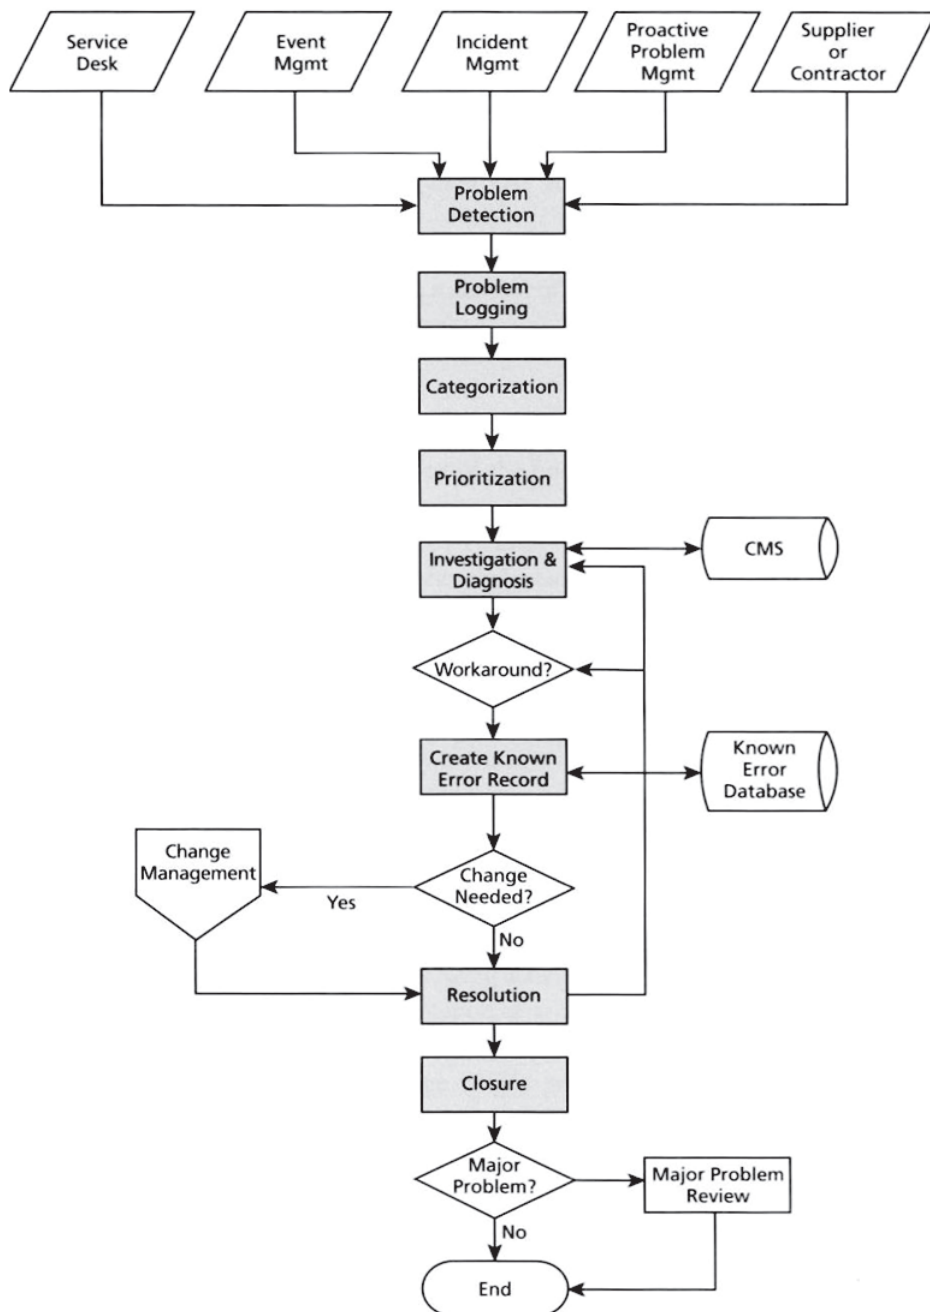 Service
Desk
Event
Mgmt
Incident
Mgmt
Proactive
Problem
Mgmt
Supplier
or
Contractor
Problem
Detection
Problem
Logging
Categorization
Prioritization
Investigation &
Diagnosis
CMS
Workaround?
Create Known
Error Record
Known
Error
Database
Change
Management
Change
Needed?
Yes
No
Resolution
Closure
Major
Problem?
Major Problem
Review
No
End